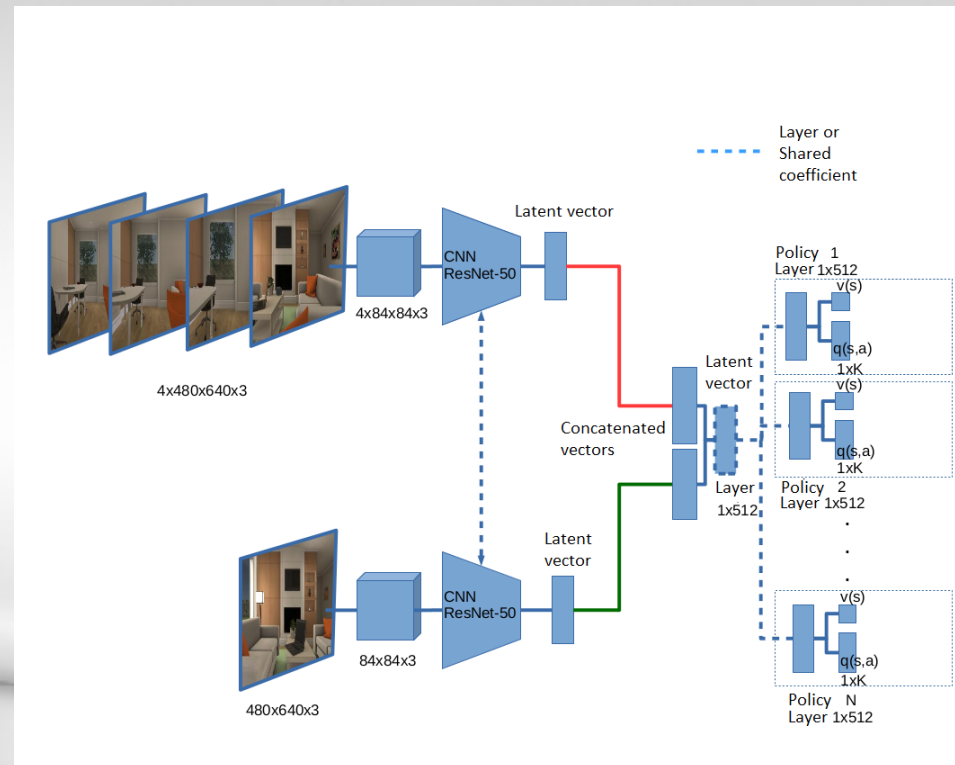 Layer or
Shared
coefficient
Latent vector
CNN
ResNet-50
4x84x84x3
4x480x640x3
Policy 1
Layer 1x512
v(s)
q(s,a)
1xK
Latent
vector
v(s)
Concatenated
vectors
q(s,a)
1xK
Layer
1x512
Policy 2
Layer 1x512
.
.
.
Latent
vector
CNN
ResNet-50
84x84x3
480x640x3
v(s)
q(s,a)
1xK
Policy N
Layer 1x512